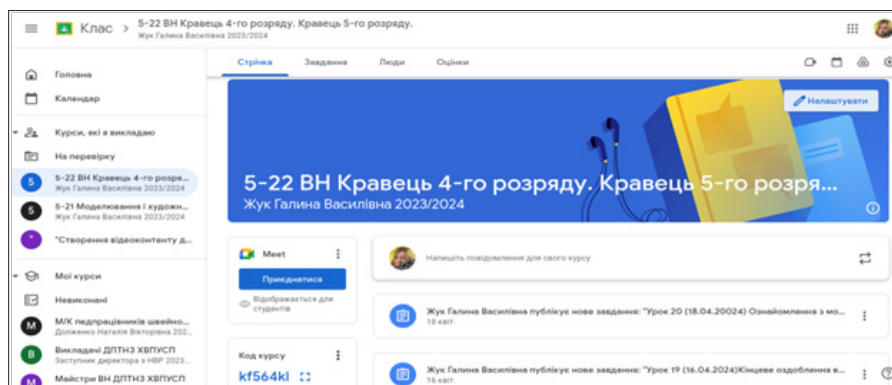 Клас
5-22 ВН Кравець 4-го розряду. Кравець 5-го розряду.
Жук Галина Василівна 2023/2024
Головна
Календар
Курси, які я викладаю
На перевірку
5
5-22 ВН Кравець 4-го розря...
Жук Галина Василівна 2023/2024
5
5-21 Моделювання і художн...
Жук Галина Василівна 2023/2024
"Створення відеоконтенту д...
Мої курси
Невиконані
М
М/К педпрацівників швейно...
Долженко Наталія Вікторівна 202...
В
Викладачі ДПТНЗ ХВПУСП
Заступник директора з НВР 2023...
М
Майстри ВН ДПТНЗ ХВПУСП
Стрічка
Завдання
Люди
Оцінки
Налаштувати
5-22 ВН Кравець 4-го розряду. Кравець 5-го розря...
Жук Галина Василівна 2023/2024
Meet
Приєднатися
Відображається для
студентів
Код курсу
kf564kl
Напишіть повідомлення для свого курсу
Жук Галина Василівна публікує нове завдання: "Урок 20 (18.04.20024) Ознайомлення з мо...
18 квіт.
Жук Галина Василівна публікує нове завдання: "Урок 19 (16.04.2024)Кінцеве оздоблення в...
16 квіт.